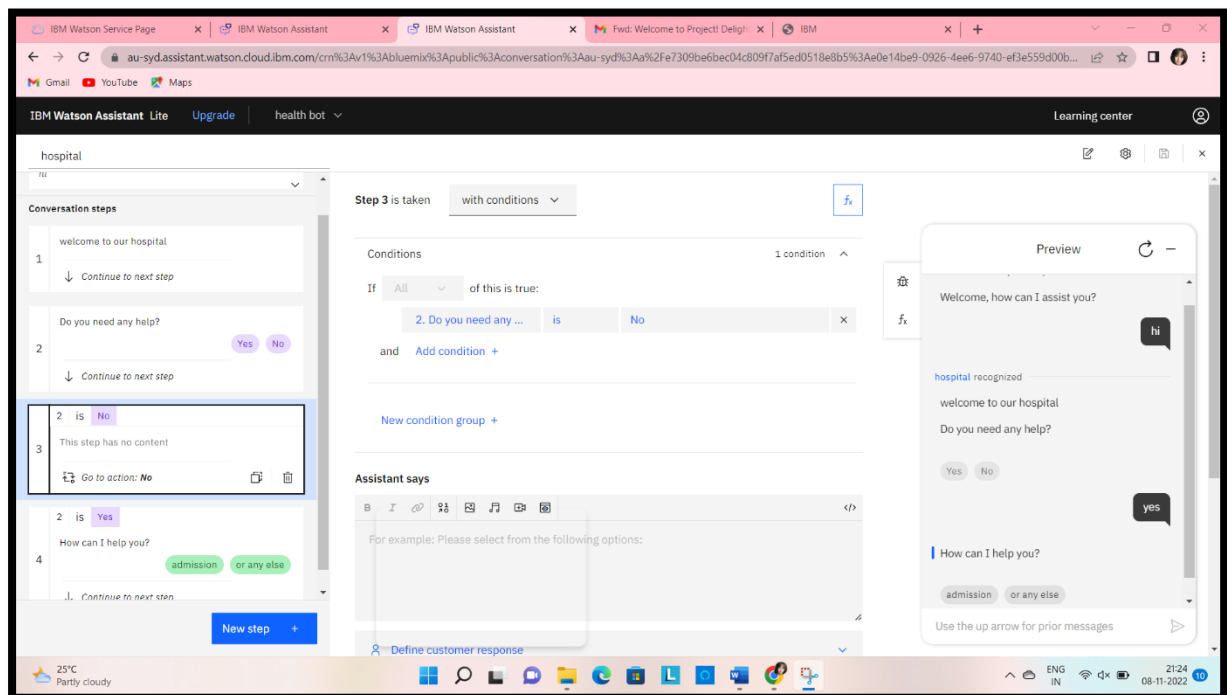 IBM Watson Service Page
IBM Watson Assistant
IBM Watson Assistant
Fwd: Welcome to Project! Deligh
IBM
au-syd.assistant.watson.cloud.ibm.com/crn%3Av1%3Abluemix%3Apublic%3Aconversation%3Aau-syd%3Aa%2Fe7309be6bec04c809f7af5ed0518e8b5%3Ae0e14be9-0926-4ee6-9740-ef3e559d00b...
Gmail YouTube Maps
IBM Watson Assistant Lite Upgrade health bot
Learning center
hospital
Conversation steps
1
welcome to our hospital
Continue to next step
2
Do you need any help?
Yes No
Continue to next step
3
2 is No
This step has no content
Go to action: No
4
2 is Yes
How can I help you?
admission or any else
Continue to next step
New step +
Step 3 is taken with conditions
fx
Conditions 1 condition
If All of this is true:
2. Do you need any ... is No
and Add condition +
New condition group +
Assistant says
B I </>
For example: Please select from the following options:
Define customer response
fx
Preview
Welcome, how can I assist you?
hi
hospital recognized
welcome to our hospital
Do you need any help?
Yes No
yes
How can I help you?
admission or any else
Use the up arrow for prior messages
25°C
Partly cloudy
ENG
IN
21:24
08-11-2022
10